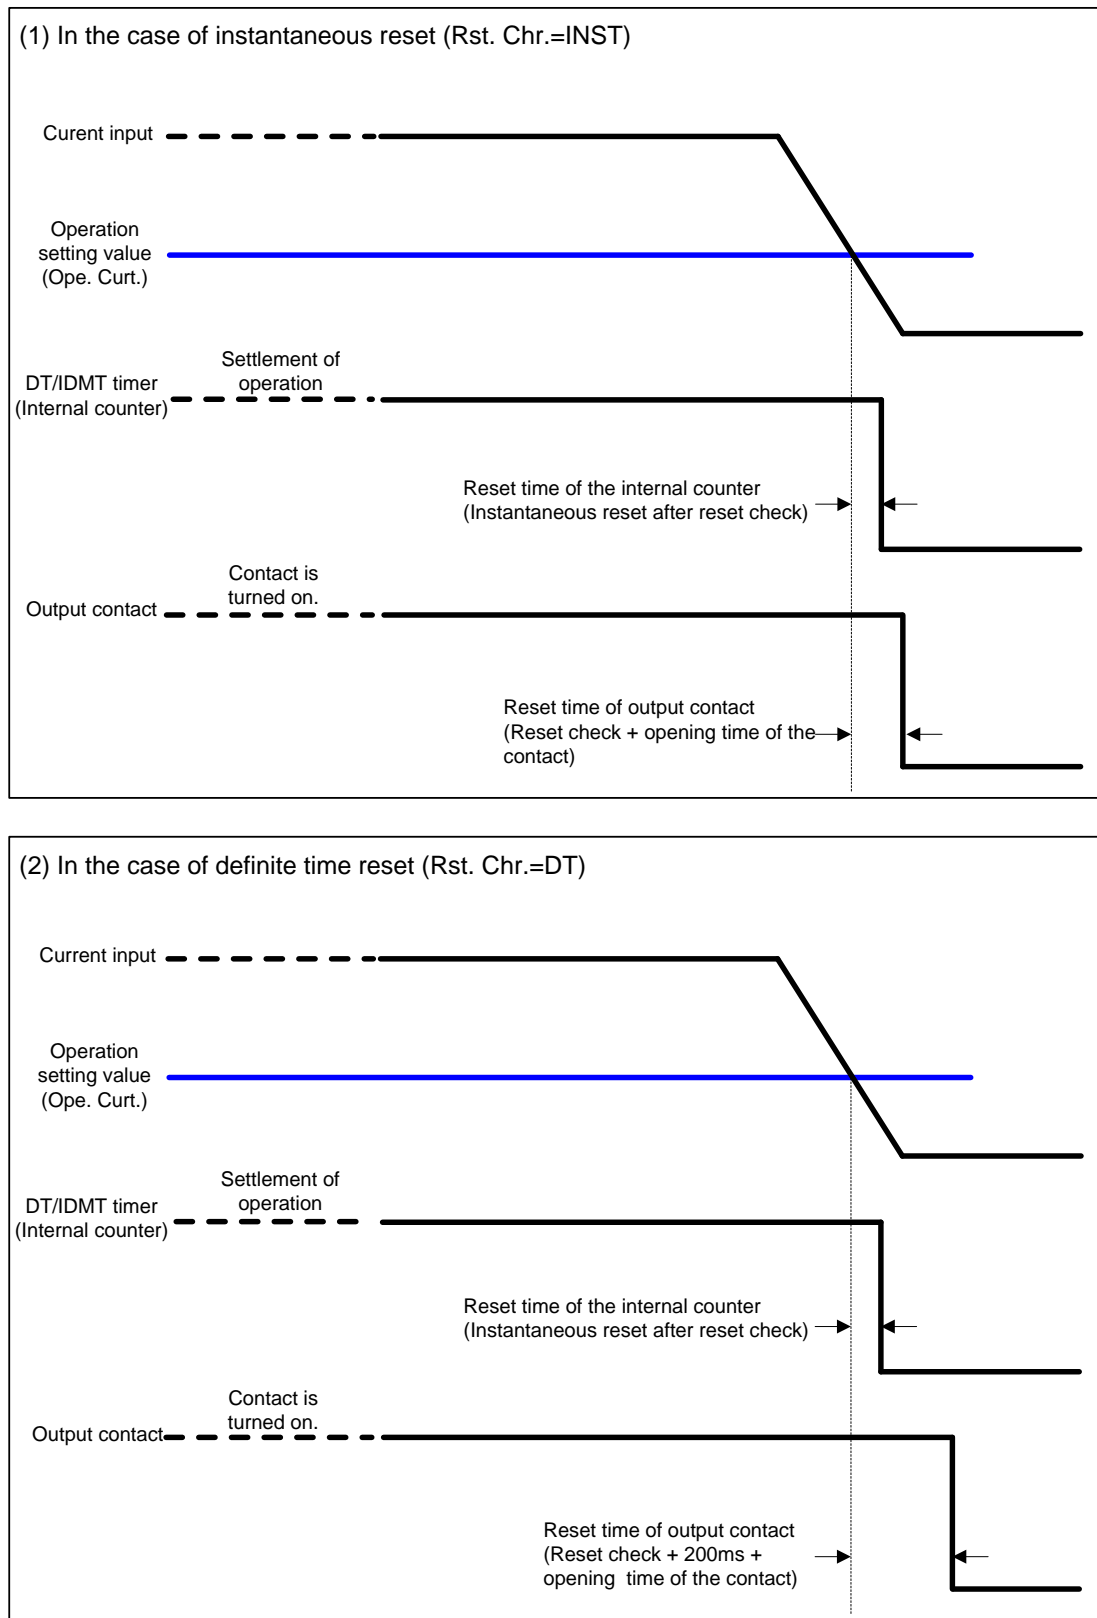 (1) In the case of instantaneous reset (Rst. Chr.=INST)
Curent input
Operation
setting value
(Ope. Curt.)
Settlement of
operation
DT/IDMT timer
(Internal counter)
Reset time of the internal counter
(Instantaneous reset after reset check)
Contact is
turned on.
Output contact
Reset time of output contact
(Reset check + opening time of the
contact)
(2) In the case of definite time reset (Rst. Chr.=DT)
Current input
Operation
setting value
(Ope. Curt.)
Settlement of
operation
DT/IDMT timer
(Internal counter)
Reset time of the internal counter
(Instantaneous reset after reset check)
Contact is
turned on.
Output contact
Reset time of output contact
(Reset check + 200ms +
opening  time of the contact)